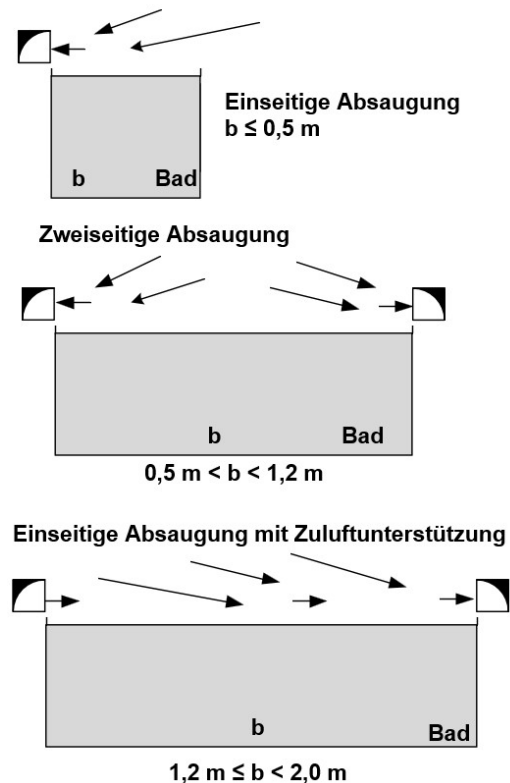 Einseitige Absaugung
b ≤ 0,5 m
b Bad
Zweiseitige Absaugung
b Bad
0,5 m < b < 1,2 m
Einseitige Absaugung mit Zuluftunterstützung
b
Bad
1,2 m ≤ b < 2,0 m